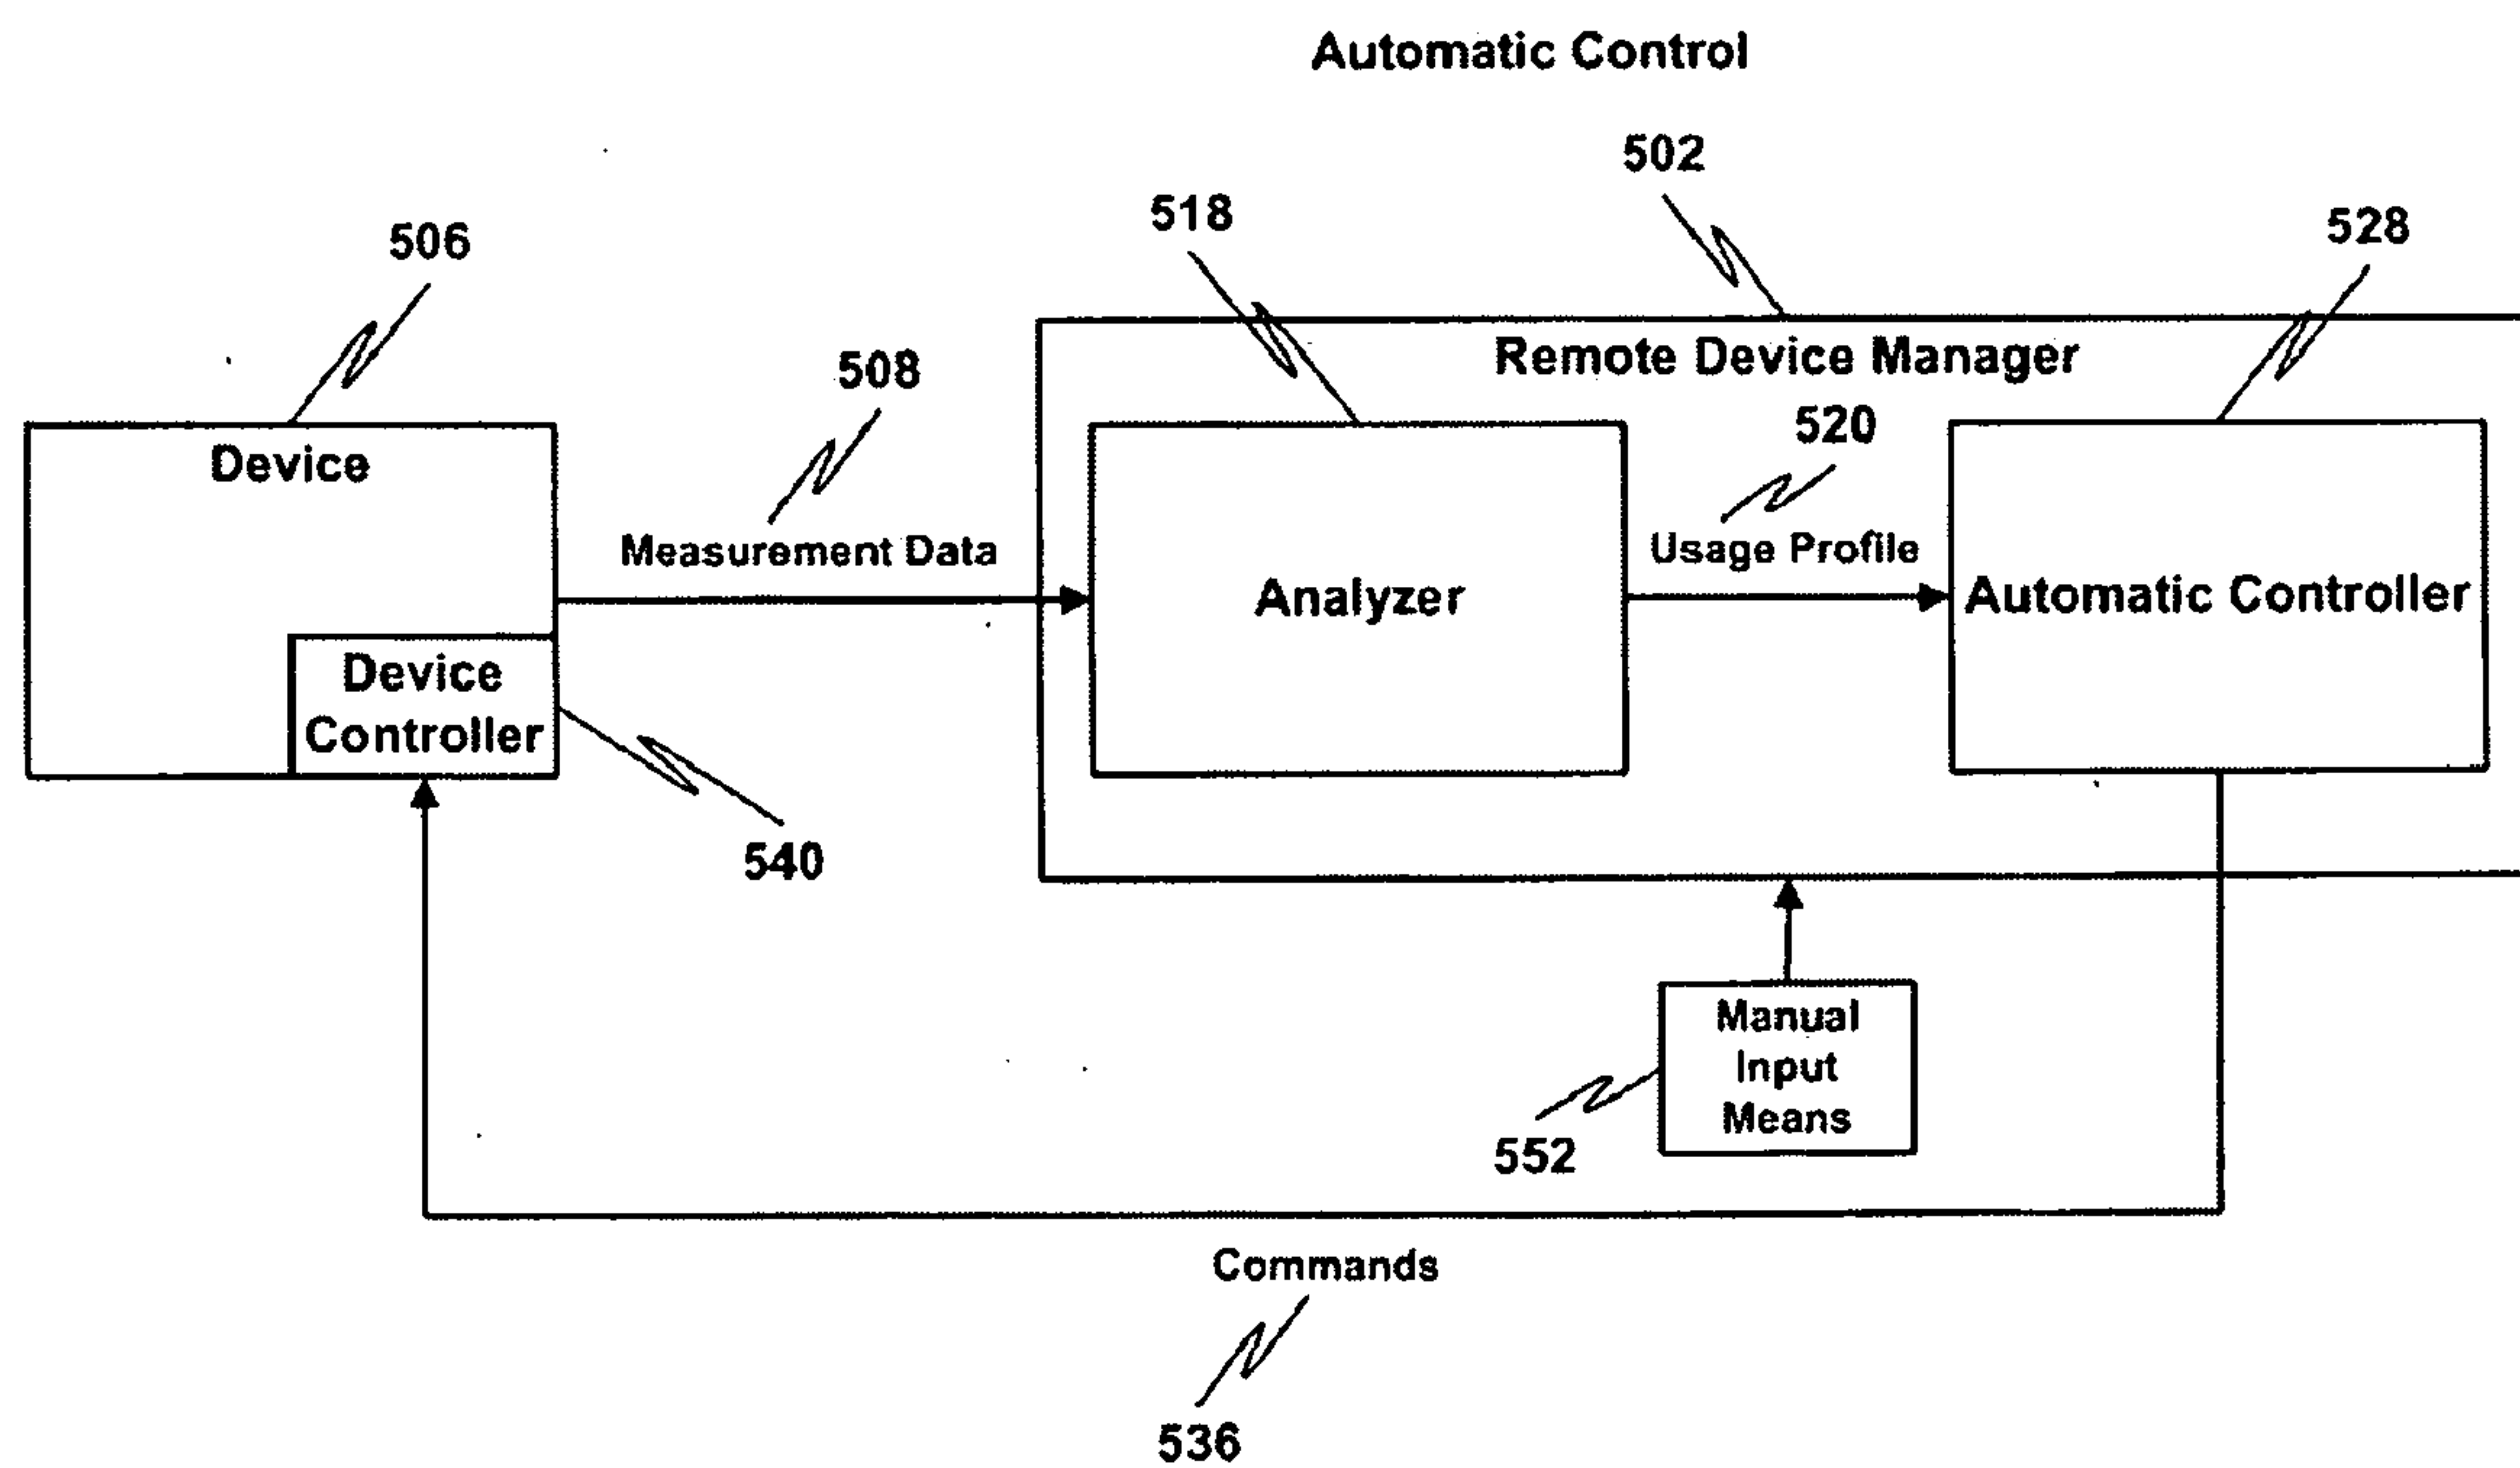 Automatic Control
502
518
528
506
508
Remote Device Manager
520
Device
Measurement Data
Usage Profile
Analyzer
Automatic Controller
Device
Controller
540
Manual
Input
Means
552
Commands
536